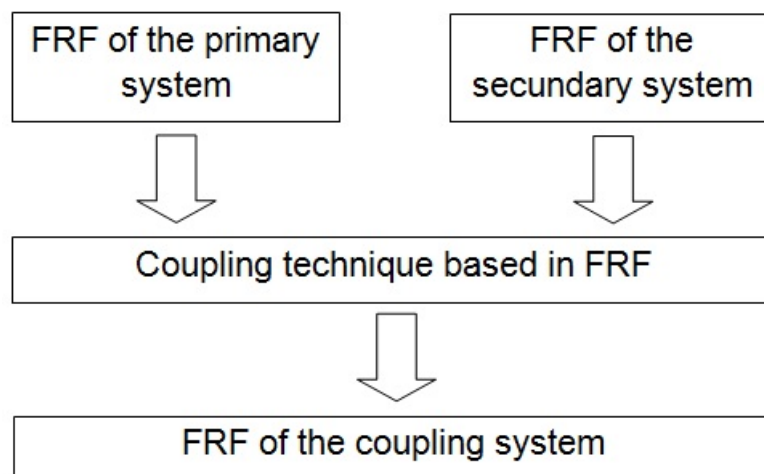 FRF of the primary
system
FRF of the
secundary system
Coupling technique based in FRF
FRF of the coupling system